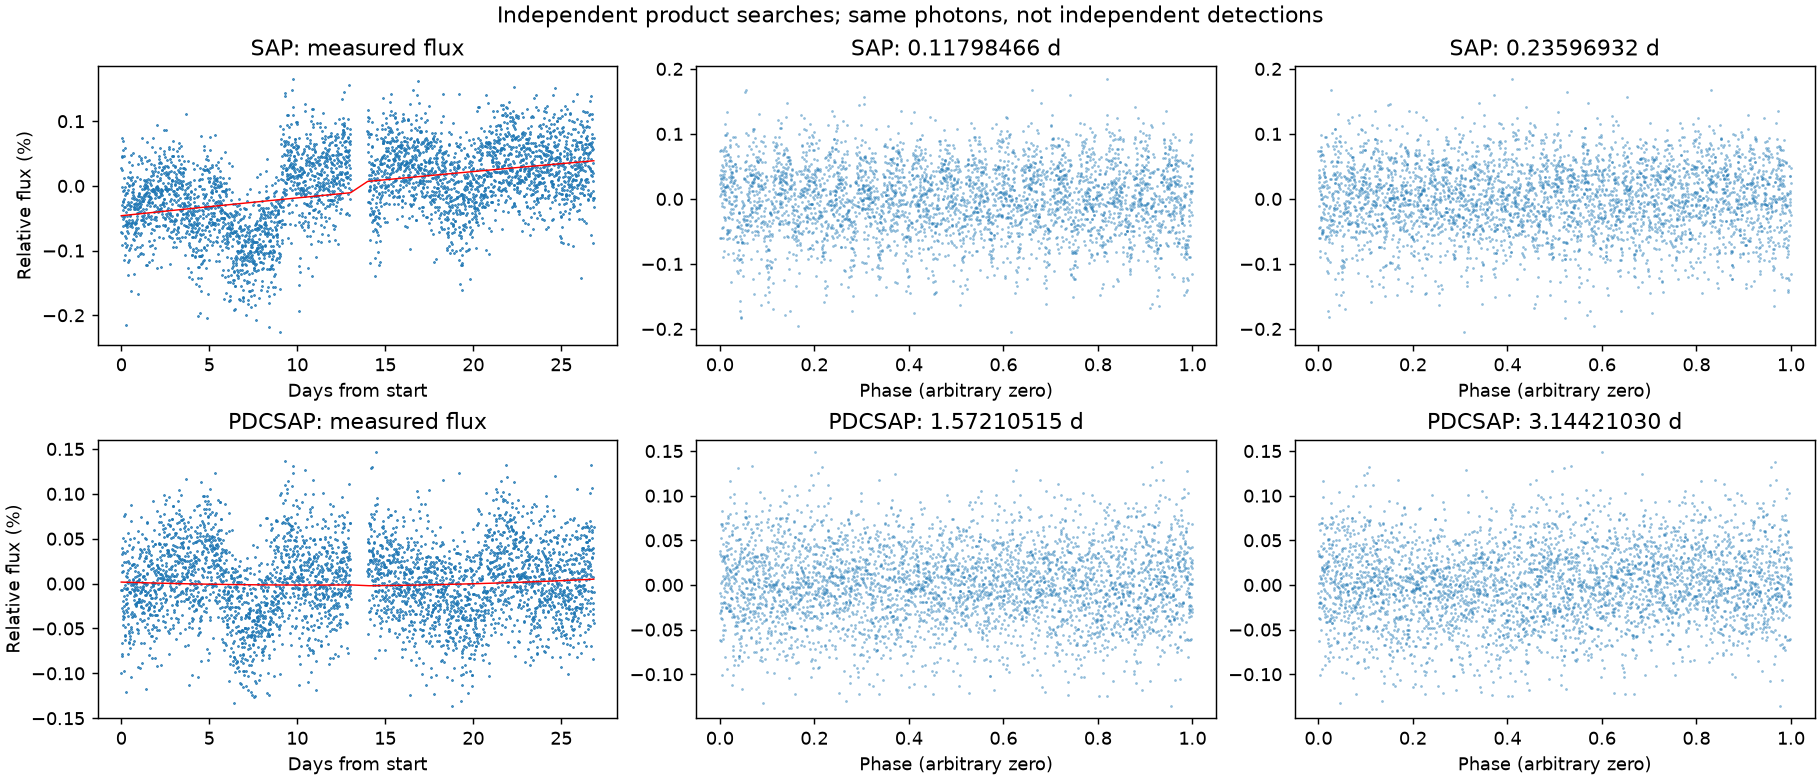 Independent product searches; same photons, not independent detections
SAP: measured flux
SAP: 0.11798466 d
SAP: 0.23596932 d
Relative flux (%)
0.1
0.0
−0.1
−0.2
0 5 10 15 20 25
Days from start
0.2
0.1
0.0
−0.1
−0.2
0.0 0.2 0.4 0.6 0.8 1.0
Phase (arbitrary zero)
0.2
0.1
0.0
−0.1
−0.2
0.0 0.2 0.4 0.6 0.8 1.0
Phase (arbitrary zero)
PDCSAP: measured flux
PDCSAP: 1.57210515 d
PDCSAP: 3.14421030 d
Relative flux (%)
0.15
0.10
0.05
0.00
−0.05
−0.10
−0.15
0 5 10 15 20 25
Days from start
0.15
0.10
0.05
0.00
−0.05
−0.10
0.0 0.2 0.4 0.6 0.8 1.0
Phase (arbitrary zero)
0.15
0.10
0.05
0.00
−0.05
−0.10
0.0 0.2 0.4 0.6 0.8 1.0
Phase (arbitrary zero)